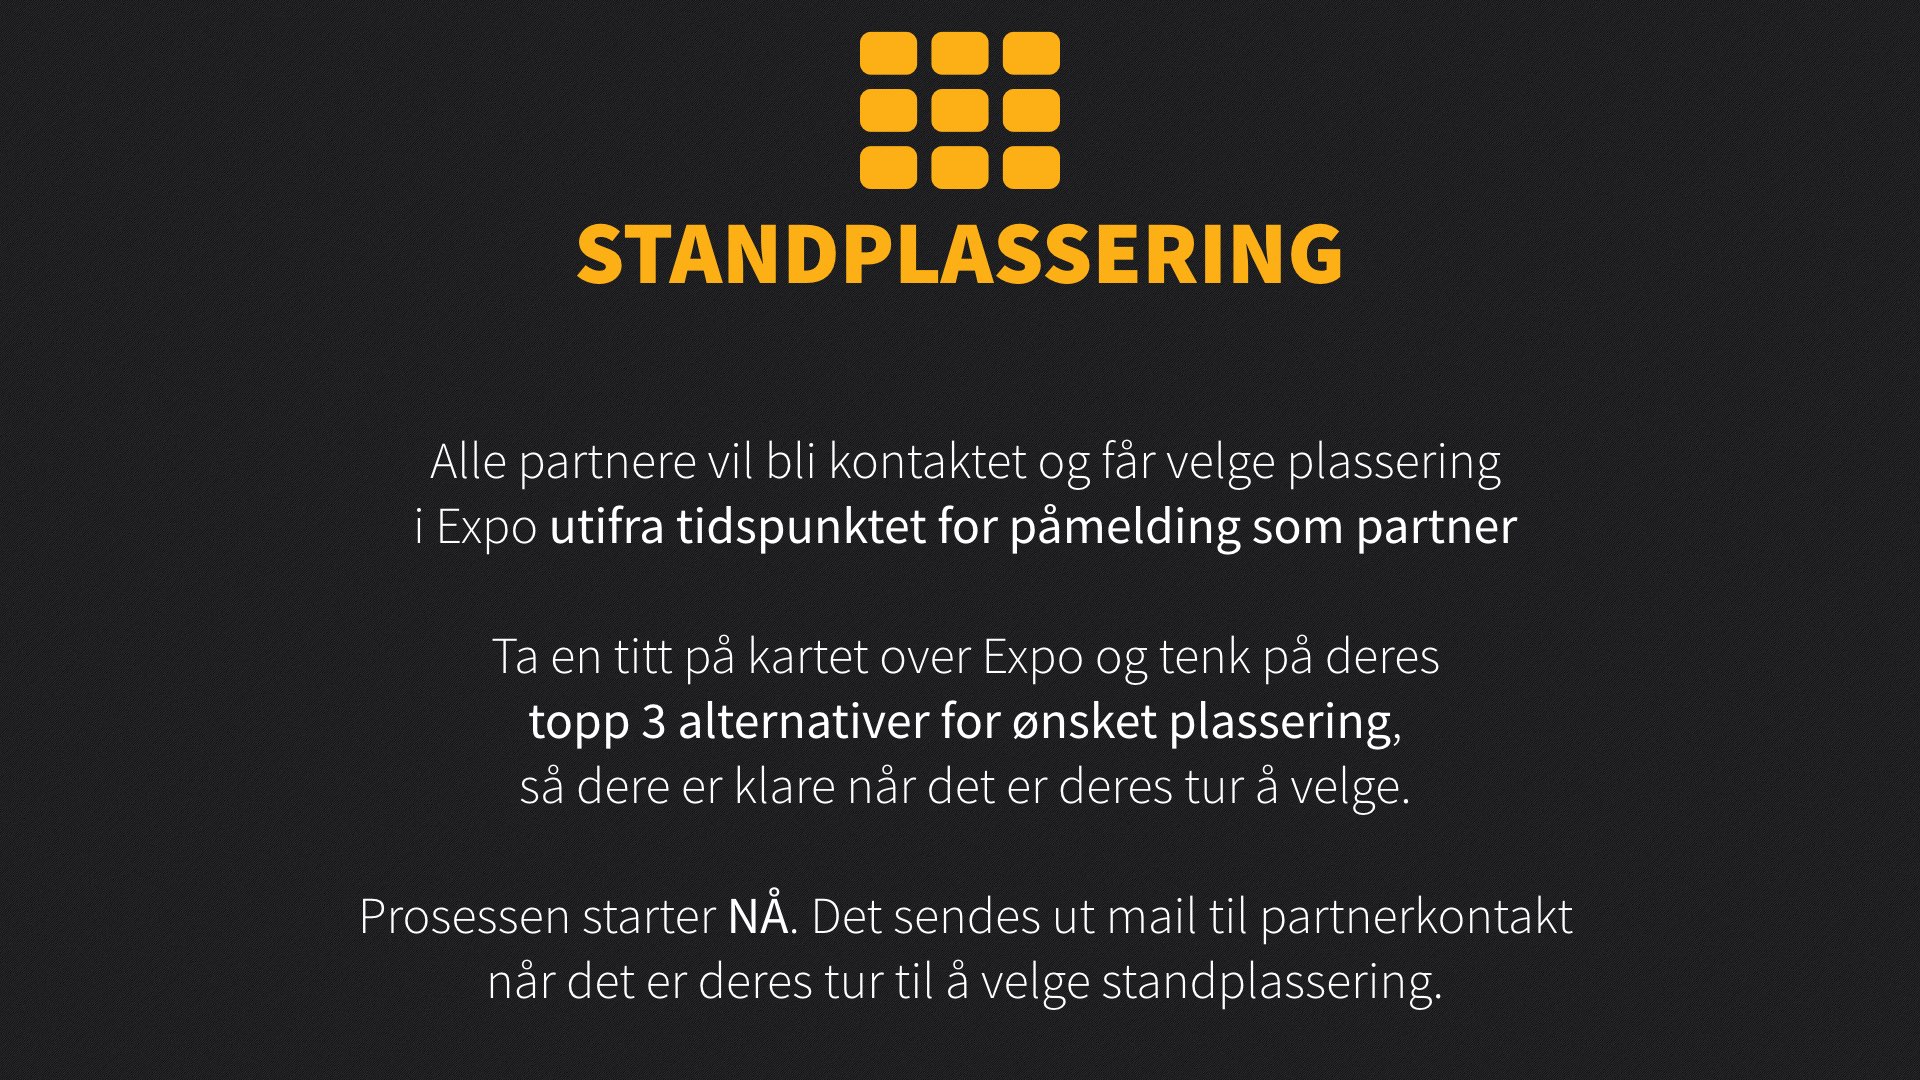 STANDPLASSERING
Alle partnere vil bli kontaktet og får velge plassering
i Expo utifra tidspunktet for påmelding som partner
Ta en titt på kartet over Expo og tenk på deres
topp 3 alternativer for ønsket plassering,
så dere er klare når det er deres tur å velge.
Prosessen starter NÅ. Det sendes ut mail til partnerkontakt
når det er deres tur til å velge standplassering.